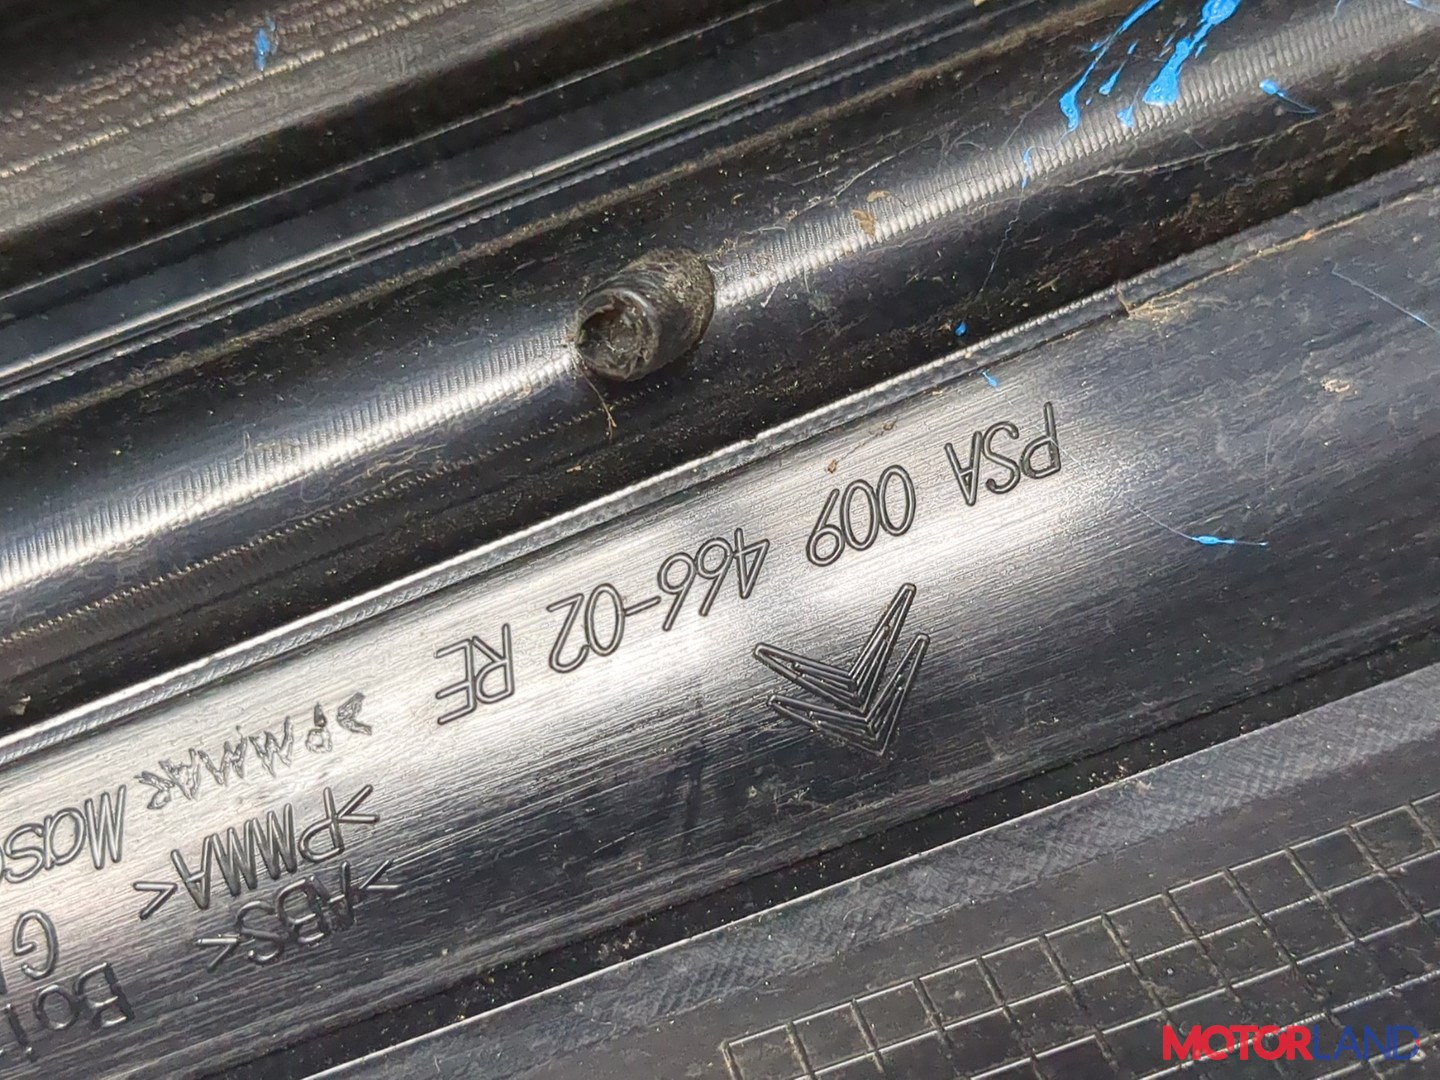 >ABS<
>PMMA<
PSA 009 466-02 RE >PMMA<
MOTORLAND